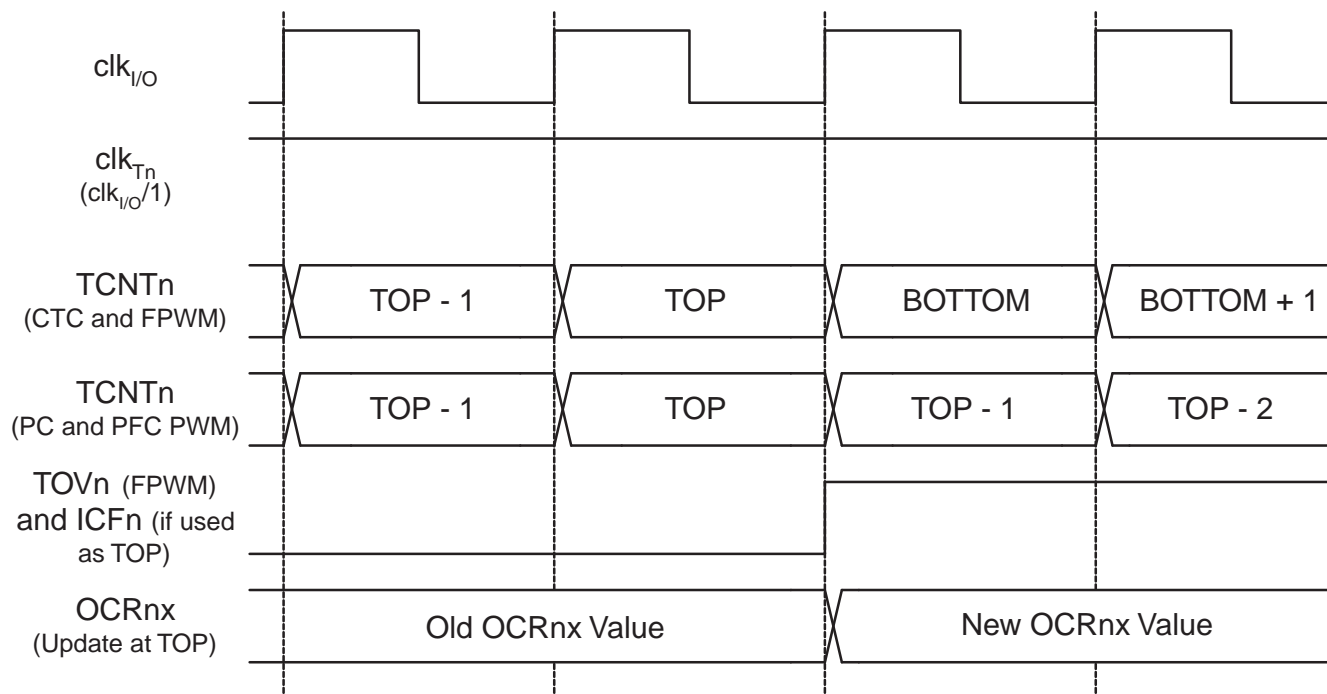 clkI/O
clkTn
(clkI/O/1)
TCNTn
(CTC and FPWM)
TOP - 1
TOP
BOTTOM
BOTTOM + 1
TCNTn
(PC and PFC PWM)
TOP - 1
TOP
TOP - 1
TOP - 2
TOVn (FPWM)
and ICFn (if used
as TOP)
OCRnx
(Update at TOP)
Old OCRnx Value
New OCRnx Value